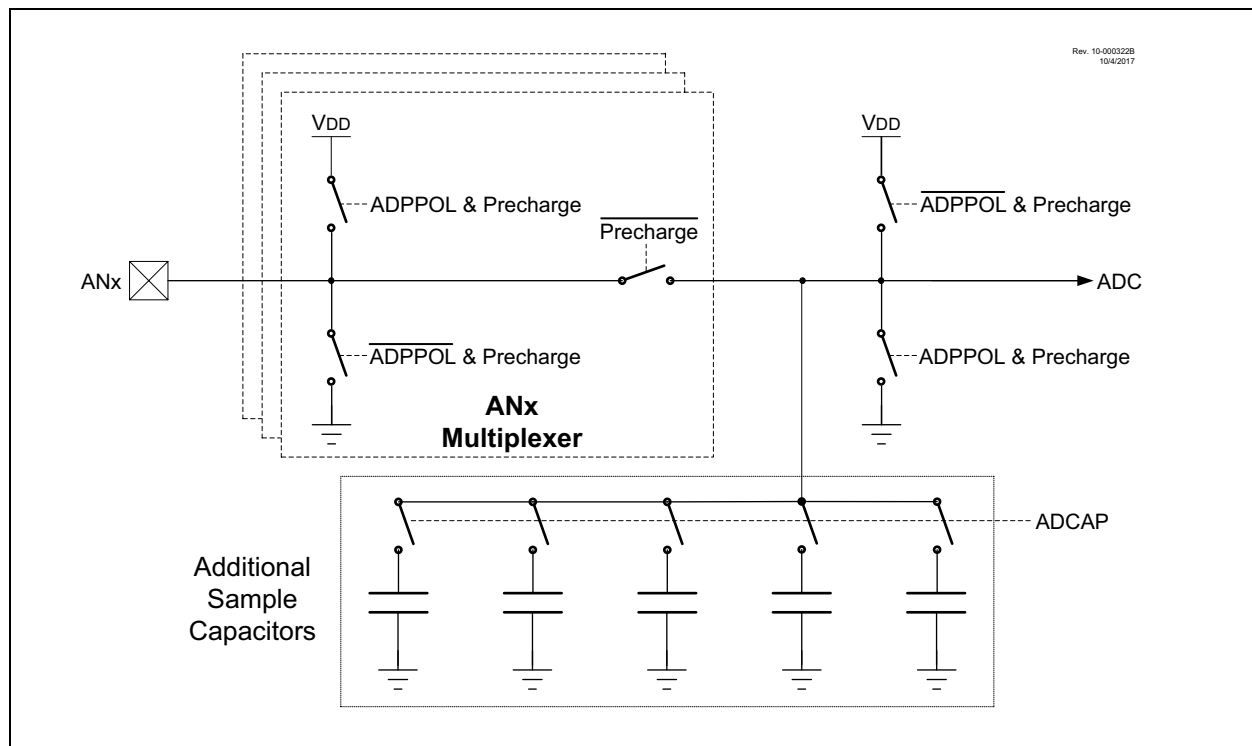 Rev. 10-000322B
10/4/2017
VDD
VDD
ADPPOL & Precharge
ADPPOL & Precharge
Precharge
ANx
ADC
ADPPOL & Precharge
ADPPOL & Precharge
ANx
Multiplexer
ADCAP
Additional
Sample
Capacitors